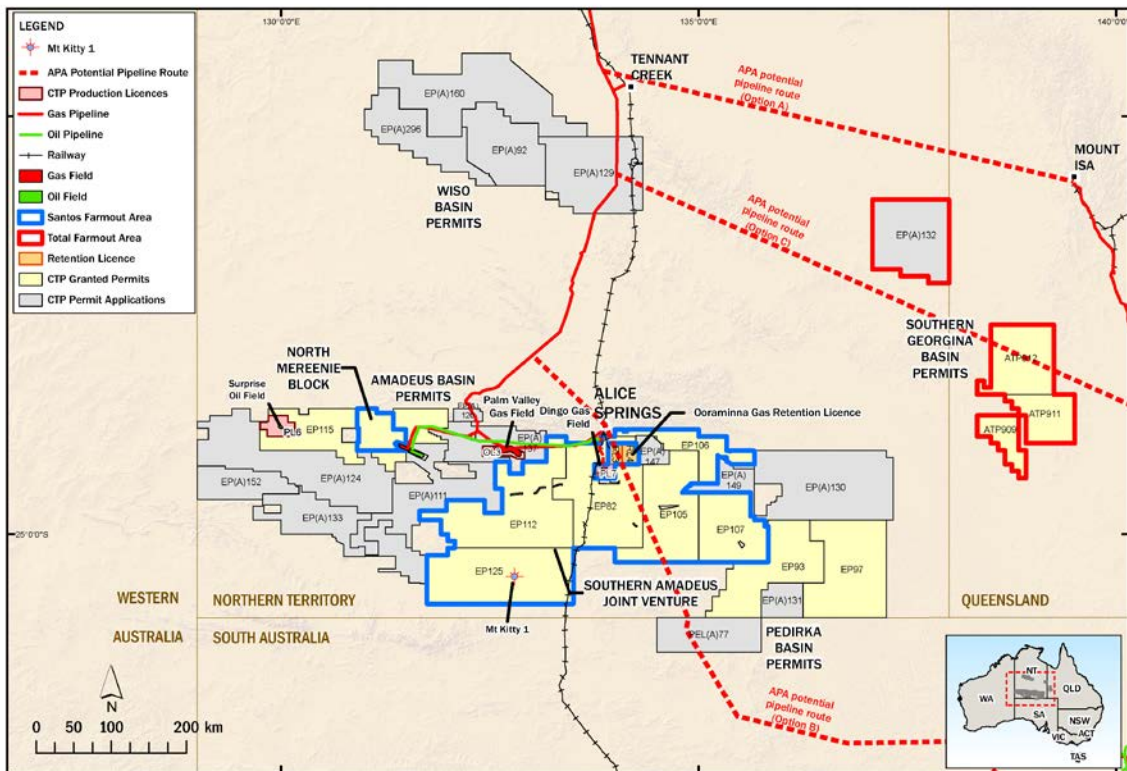 LEGEND
Mt Kitty 1
APA Potential Pipeline Route
CTP Production Licences
Gas Pipeline
Oil Pipeline
Railway
Gas Field
Oil Field
Santos Farmout Area
Total Farmout Area
Retention Licence
CTP Granted Permits
CTP Permit Applications
130°0'0"E
135°0'0"E
140°0'0"E
TENNANT
CREEK
APA potential
pipeline route
(Option A)
MOUNT
ISA
EP(A)160
EP(A)296
EP(A)92
EP(A)129
WISO
BASIN
PERMITS
APA potential
pipeline route
(Option C)
EP(A)132
SOUTHERN
GEORGINA
BASIN
PERMITS
ATP912
ATP911
ATP909
NORTH
MEREENIE
BLOCK
AMADEUS BASIN
PERMITS
Surprise
Oil Field
PL6
EP115
Palm Valley
Gas Field
OL3
EP(A)
Dingo Gas
Field
ALICE
SPRINGS
Ooraminna Gas Retention Licence
PL7
EP(A)
147
EP106
EP(A)
149
EP(A)130
EP(A)152
EP(A)124
EP(A)111
EP(A)133
EP112
EP82
EP105
EP107
25°0'0"S
EP125
EP93
EP97
SOUTHERN AMADEUS
JOINT VENTURE
EP(A)131
Mt Kitty 1
PEL(A)77
PEDIRKA
BASIN
PERMITS
WESTERN
AUSTRALIA
NORTHERN TERRITORY
SOUTH AUSTRALIA
QUEENSLAND
APA potential
pipeline route
(Option B)
N
0 50 100 200 km
WA
NT
QLD
SA
NSW
ACT
VIC
TAS